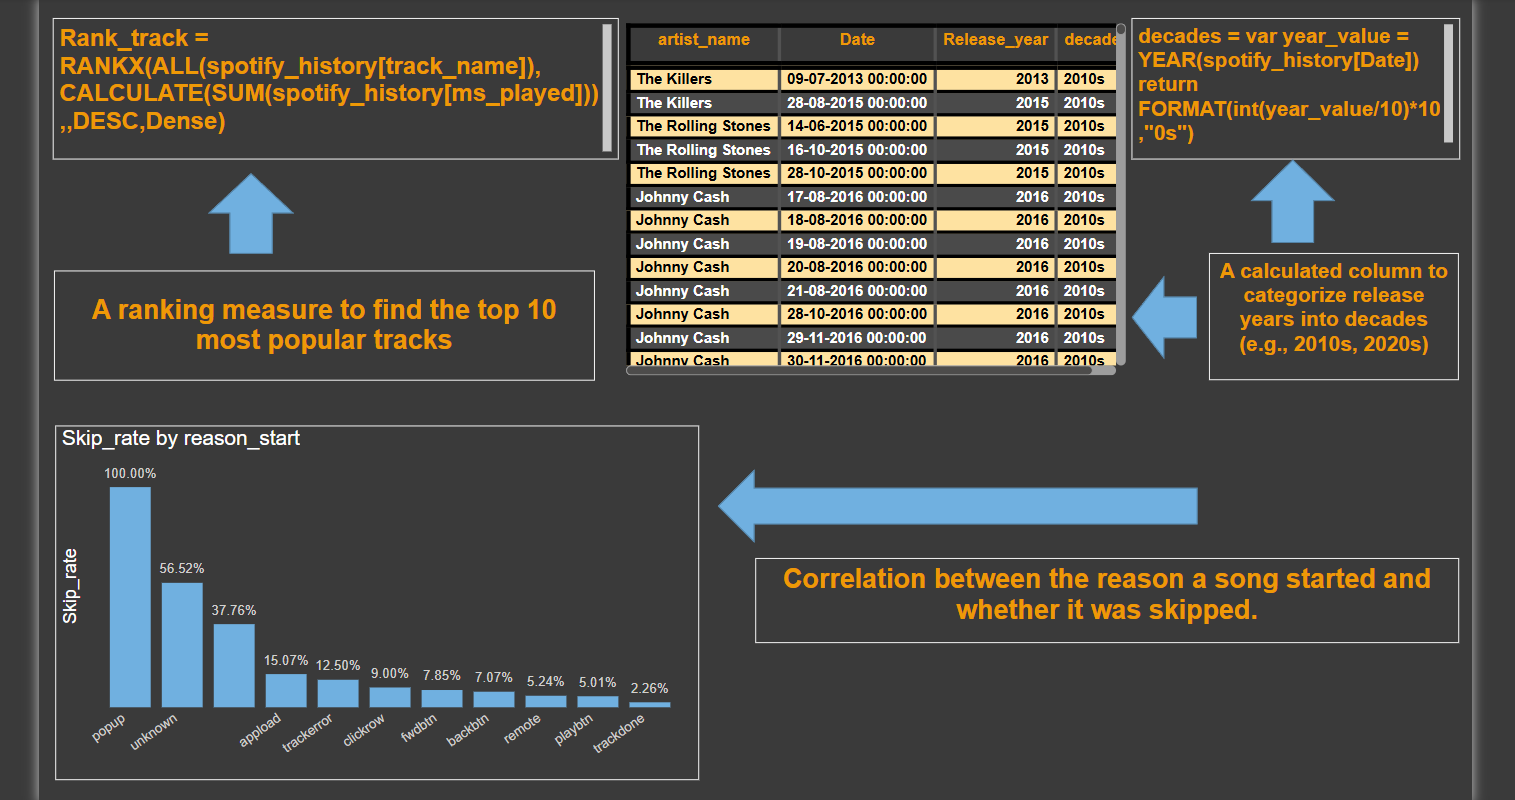 Rank_track =
RANKX(ALL(spotify_history[track_name]),
CALCULATE(SUM(spotify_history[ms_played]))
,,DESC,Dense)
A ranking measure to find the top 10
most popular tracks
artist_name Date Release_year decade
The Killers 09-07-2013 00:00:00 2013 2010s
The Killers 28-08-2015 00:00:00 2015 2010s
The Rolling Stones 14-06-2015 00:00:00 2015 2010s
The Rolling Stones 16-10-2015 00:00:00 2015 2010s
The Rolling Stones 28-10-2015 00:00:00 2015 2010s
Johnny Cash 17-08-2016 00:00:00 2016 2010s
Johnny Cash 18-08-2016 00:00:00 2016 2010s
Johnny Cash 19-08-2016 00:00:00 2016 2010s
Johnny Cash 20-08-2016 00:00:00 2016 2010s
Johnny Cash 21-08-2016 00:00:00 2016 2010s
Johnny Cash 28-10-2016 00:00:00 2016 2010s
Johnny Cash 29-11-2016 00:00:00 2016 2010s
Johnny Cash 30-11-2016 00:00:00 2016 2010s
decades = var year_value =
YEAR(spotify_history[Date])
return
FORMAT(int(year_value/10)*10
,"0s")
A calculated column to
categorize release
years into decades
(e.g., 2010s, 2020s)
Skip_rate by reason_start
Skip_rate
100.00%
56.52%
37.76%
15.07%
12.50%
9.00%
7.85%
7.07%
5.24%
5.01%
2.26%
popup
unknown
appload
trackerror
clickrow
fwdbtn
backbtn
remote
playbtn
trackdone
Correlation between the reason a song started and
whether it was skipped.